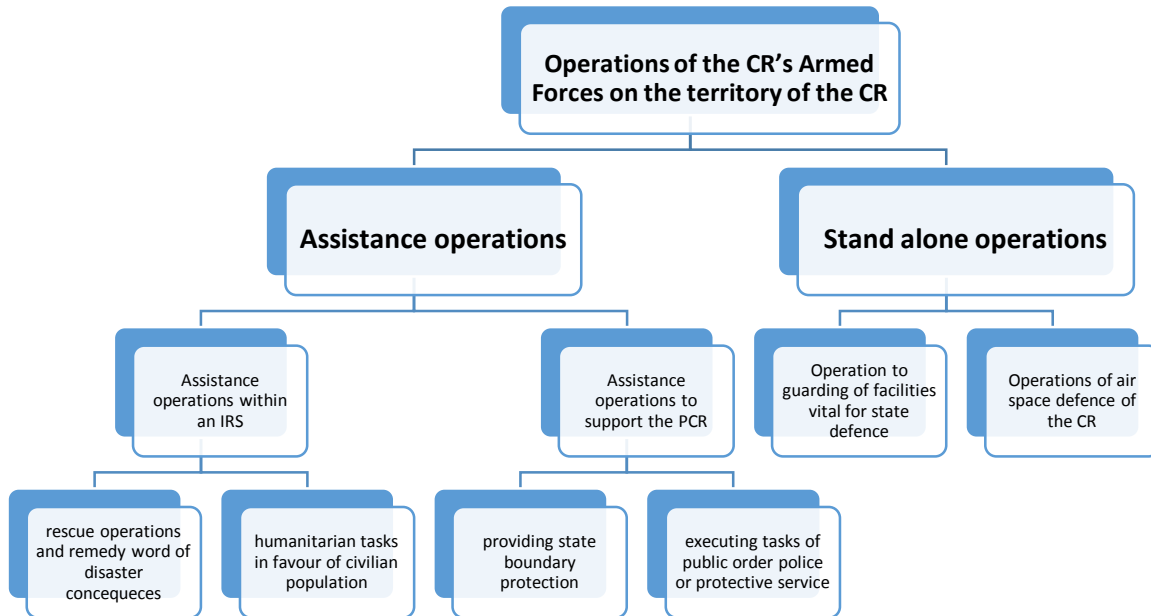 Operations of the CR's Armed
Forces on the territory of the CR
Assistance operations
Stand alone operations
Assistance
operations within
an IRS
Assistance
operations to
support the PCR
Operation to
guarding of facilities
vital for state
defence
Operations of air
space defence of
the CR
rescue operations
and remedy word of
disaster
concequeces
humanitarian tasks
in favour of civilian
population
providing state
boundary
protection
executing tasks of
public order police
or protective service